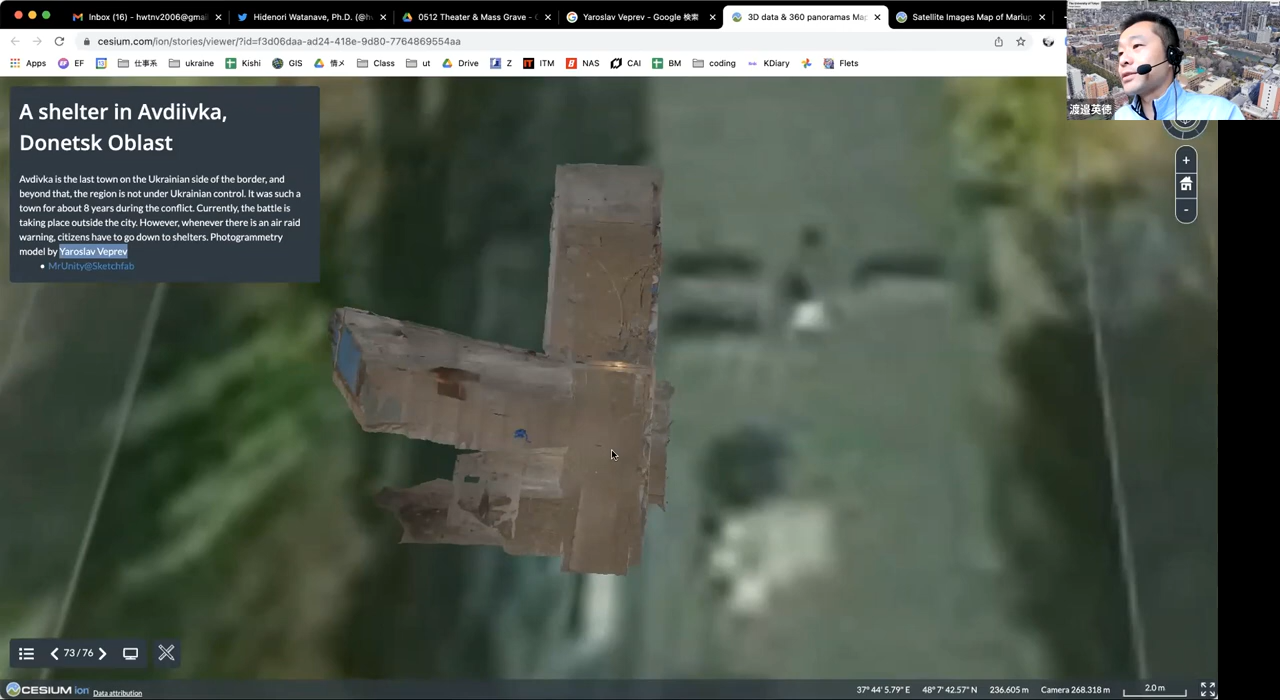 Inbox (16) - hwtnv2006@gmai
Hidenori Watanave, Ph.D. (@hv
0512 Theater & Mass Grave - G
Yaroslav Veprev - Google 検索
3D data & 360 panoramas Map
Satellite Images Map of Mariup
cesium.com/ion/stories/viewer/?id=f3d06daa-ad24-418e-9d80-7764869554aa
Apps
EF
仕事系
ukraine
Kishi
GIS
情メ
Class
ut
Drive
Z
ITM
NAS
CAI
BM
coding
KDiary
Flets
渡邉英徳
A shelter in Avdiivka,
Donetsk Oblast
Avdivka is the last town on the Ukrainian side of the border, and
beyond that, the region is not under Ukrainian control. It was such a
town for about 8 years during the conflict. Currently, the battle is
taking place outside the city. However, whenever there is an air raid
warning, citizens have to go down to shelters. Photogrammetry
model by Yaroslav Veprev
• MrUnity@Sketchfab
73 / 76
CESIUM ion
Data attribution
37° 44' 5.79" E
48° 7' 42.57" N
236.605 m
Camera 268.318 m
2.0 m